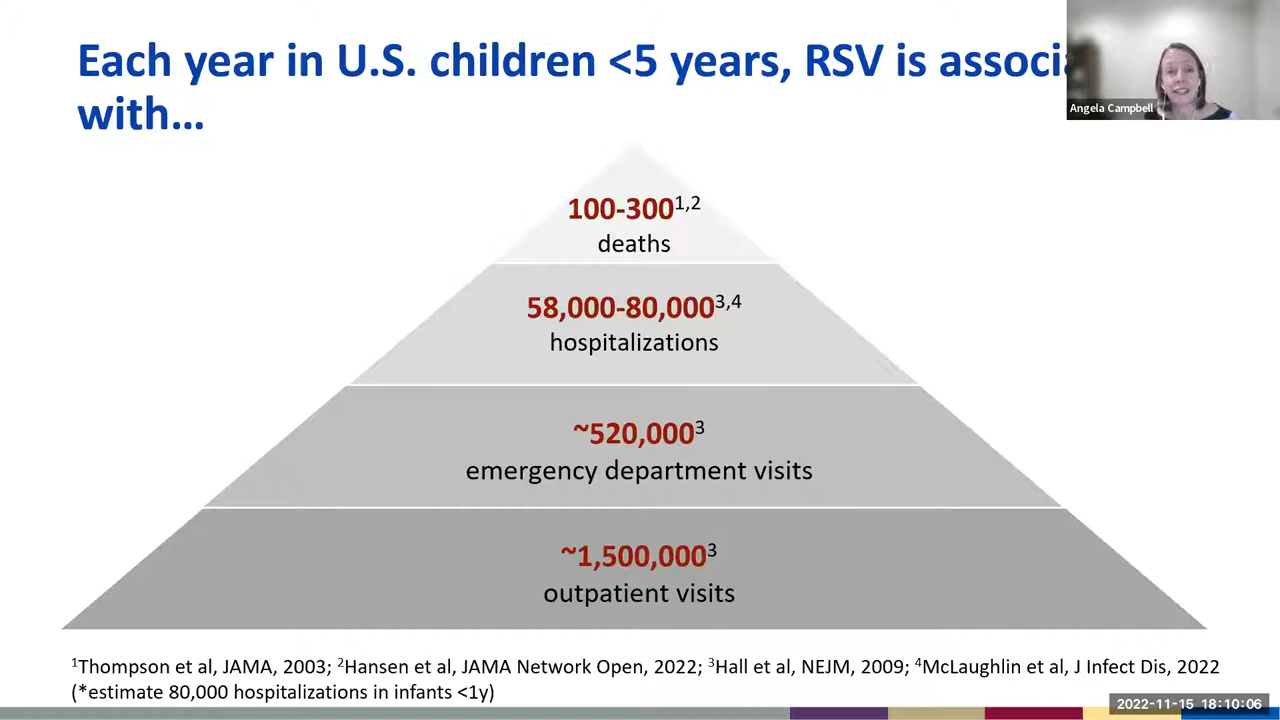 Each year in U.S. children <5 years, RSV is associa
with…
Angela Campbell
100-300¹,²
deaths
58,000-80,000³,⁴
hospitalizations
~520,000³
emergency department visits
~1,500,000³
outpatient visits
¹Thompson et al, JAMA, 2003; ²Hansen et al, JAMA Network Open, 2022; ³Hall et al, NEJM, 2009; ⁴McLaughlin et al, J Infect Dis, 2022
(*estimate 80,000 hospitalizations in infants <1y)
2022-11-15 18:10:06